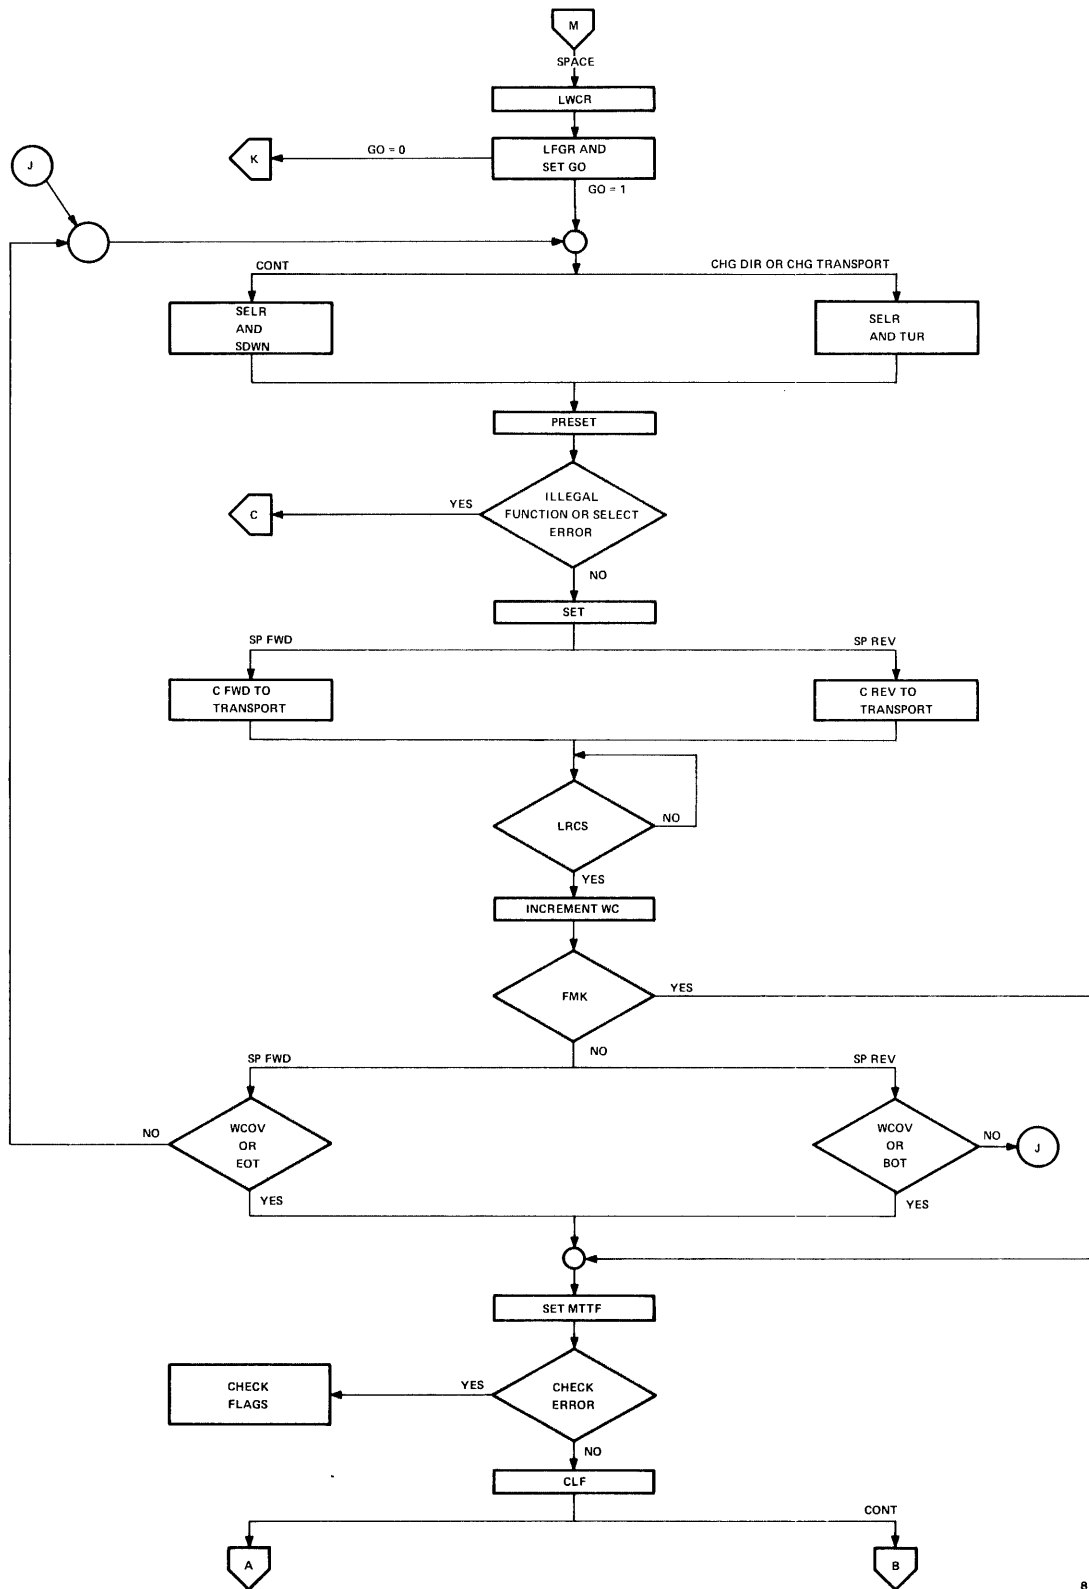 M
SPACE
LWCR
LFGR AND
SET GO
GO = 0
K
J
GO = 1
CONT
CHG DIR OR CHG TRANSPORT
SELR
AND
SDWN
SELR
AND TUR
PRESET
ILLEGAL
FUNCTION OR SELECT
ERROR
YES
C
NO
SET
SP FWD
SP REV
C FWD TO
TRANSPORT
C REV TO
TRANSPORT
LRCS
NO
YES
INCREMENT WC
FMK
YES
NO
SP FWD
SP REV
NO
WCOV
OR
EOT
WCOV
OR
BOT
NO
J
YES
YES
SET MTTF
CHECK
FLAGS
YES
CHECK
ERROR
NO
CLF
CONT
A
B
8